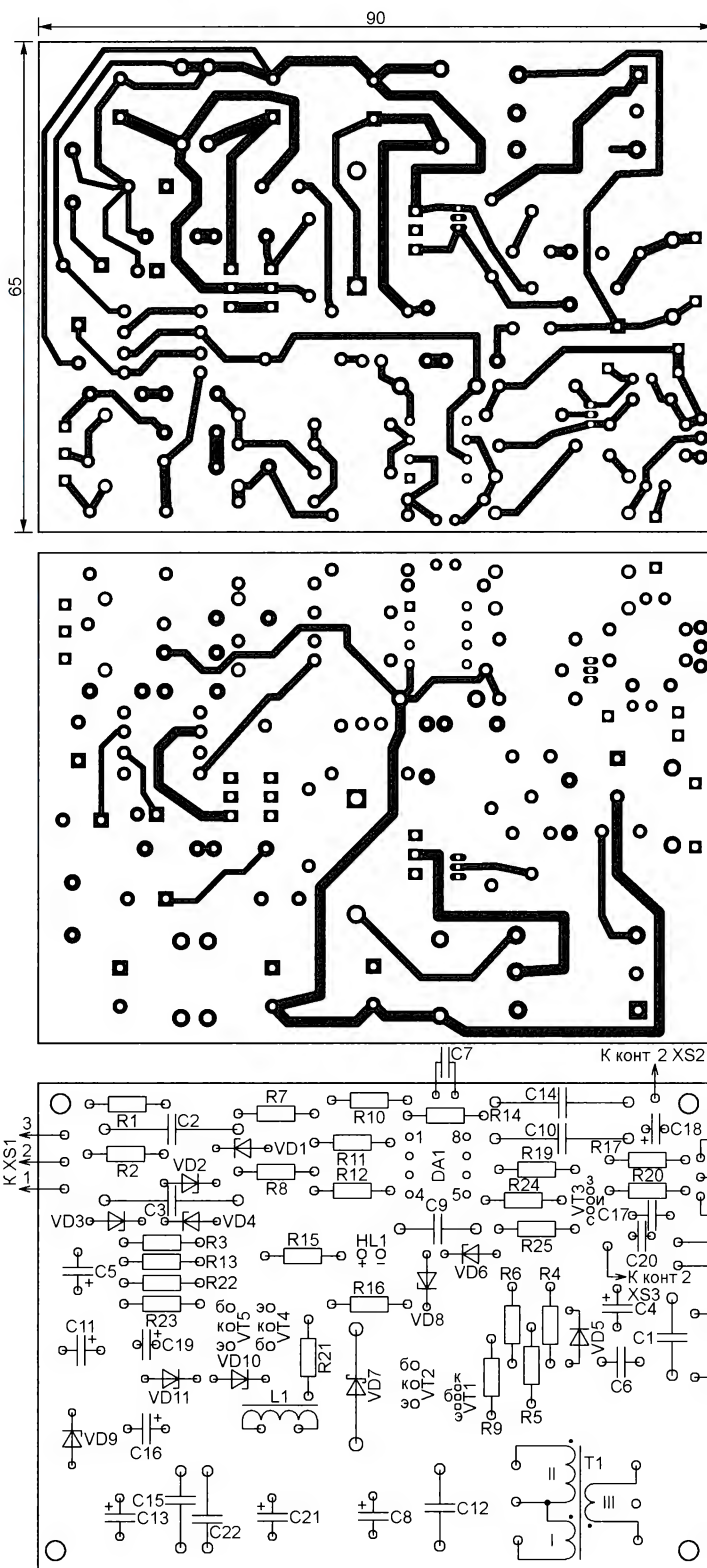 90
65
C7
К конт 2 XS2
3
2
1
К XS1
R1
C2
R7
R10
R14
C14
C18
R2
VD2
VD1
R11
1
8
DA1
C10
R17
R19
R8
R12
4
5
R24
VT3
з
и
с
R20
C17
VD3
C3
VD4
C9
R25
C20
R3
R13
R22
R23
C5
R15
HL1
VD8
VD6
К конт 2
XS3
R16
R6
R4
C4
C11
C19
б
к
э
VT5
э
к
б
VT4
R21
VD7
VD5
C1
VD11
VD10
б
к
э
VT2
к
б
э
VT1
R9
R5
C6
L1
VD9
C16
T1
II
III
I
C15
C13
C22
C21
C8
C12